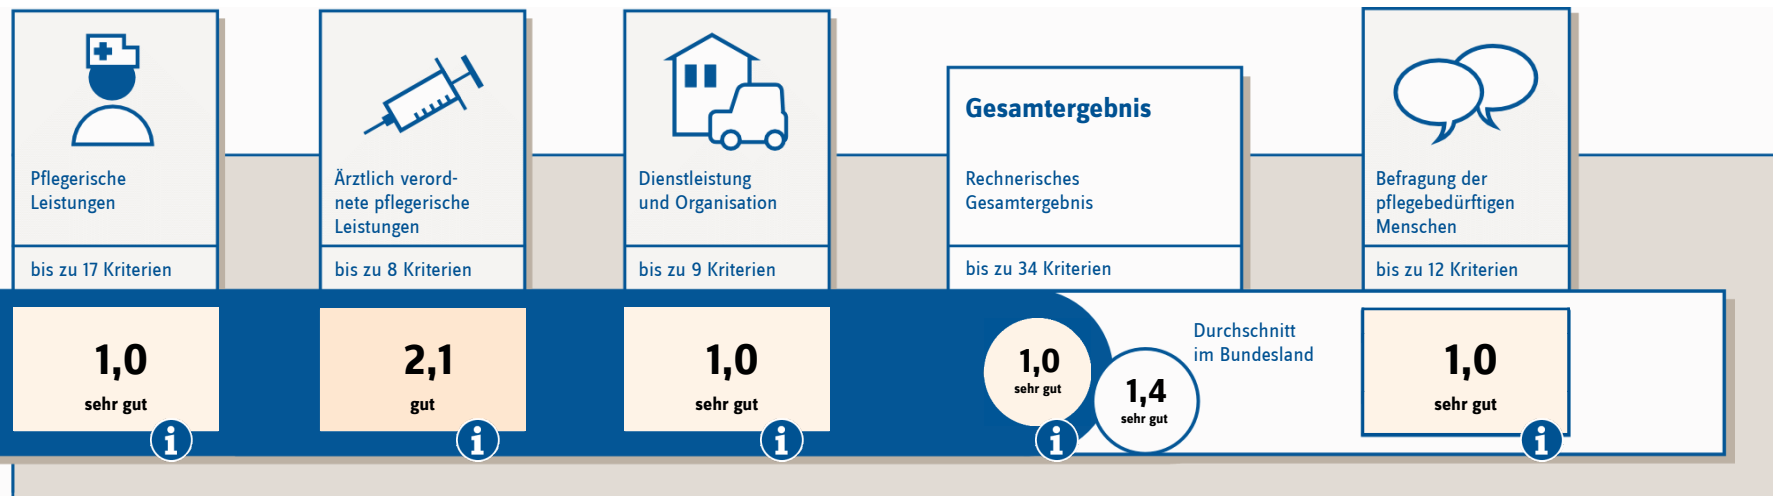 Pflegerische
Leistungen
bis zu 17 Kriterien
1,0
sehr gut
i
Ärztlich verord-
nete pflegerische
Leistungen
bis zu 8 Kriterien
2,1
gut
i
Dienstleistung
und Organisation
bis zu 9 Kriterien
1,0
sehr gut
i
Gesamtergebnis
Rechnerisches
Gesamtergebnis
bis zu 34 Kriterien
1,0
sehr gut
i
1,4
sehr gut
Durchschnitt
im Bundesland
Befragung der
pflegebedürftigen
Menschen
bis zu 12 Kriterien
1,0
sehr gut
i